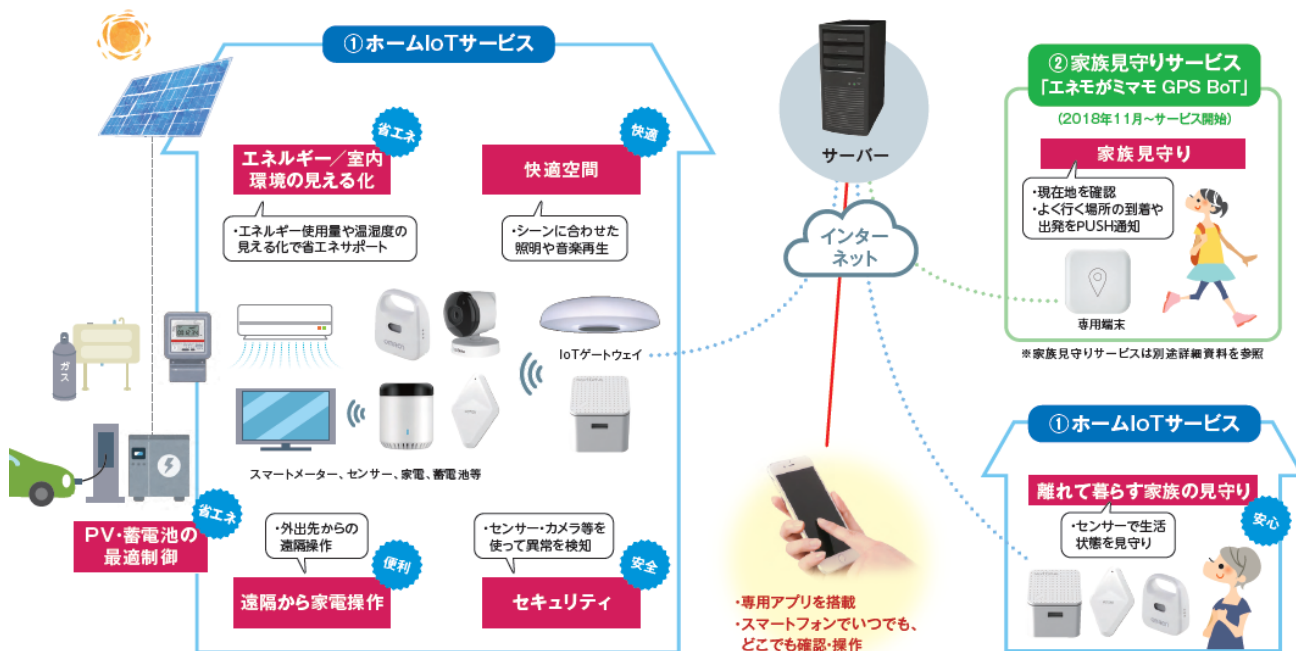 ①ホームIoTサービス
省エネ
エネルギー／室内
環境の見える化
・エネルギー使用量や温湿度の
見える化で省エネサポート
快適
快適空間
・シーンに合わせた
照明や音楽再生
ガス
IoTゲートウェイ
スマートメーター、センサー、家電、蓄電池等
省エネ
PV・蓄電池の
最適制御
・外出先からの
遠隔操作
便利
遠隔から家電操作
・センサー・カメラ等を
使って異常を検知
安全
セキュリティ
サーバー
インター
ネット
・専用アプリを搭載
・スマートフォンでいつでも、
どこでも確認・操作
②家族見守りサービス
「エネモがミマモ GPS BoT」
（2018年11月～サービス開始）
家族見守り
・現在地を確認
・よく行く場所の到着や
出発をPUSH通知
専用端末
※家族見守りサービスは別途詳細資料を参照
①ホームIoTサービス
離れて暮らす家族の見守り
・センサーで生活
状態を見守り
安心